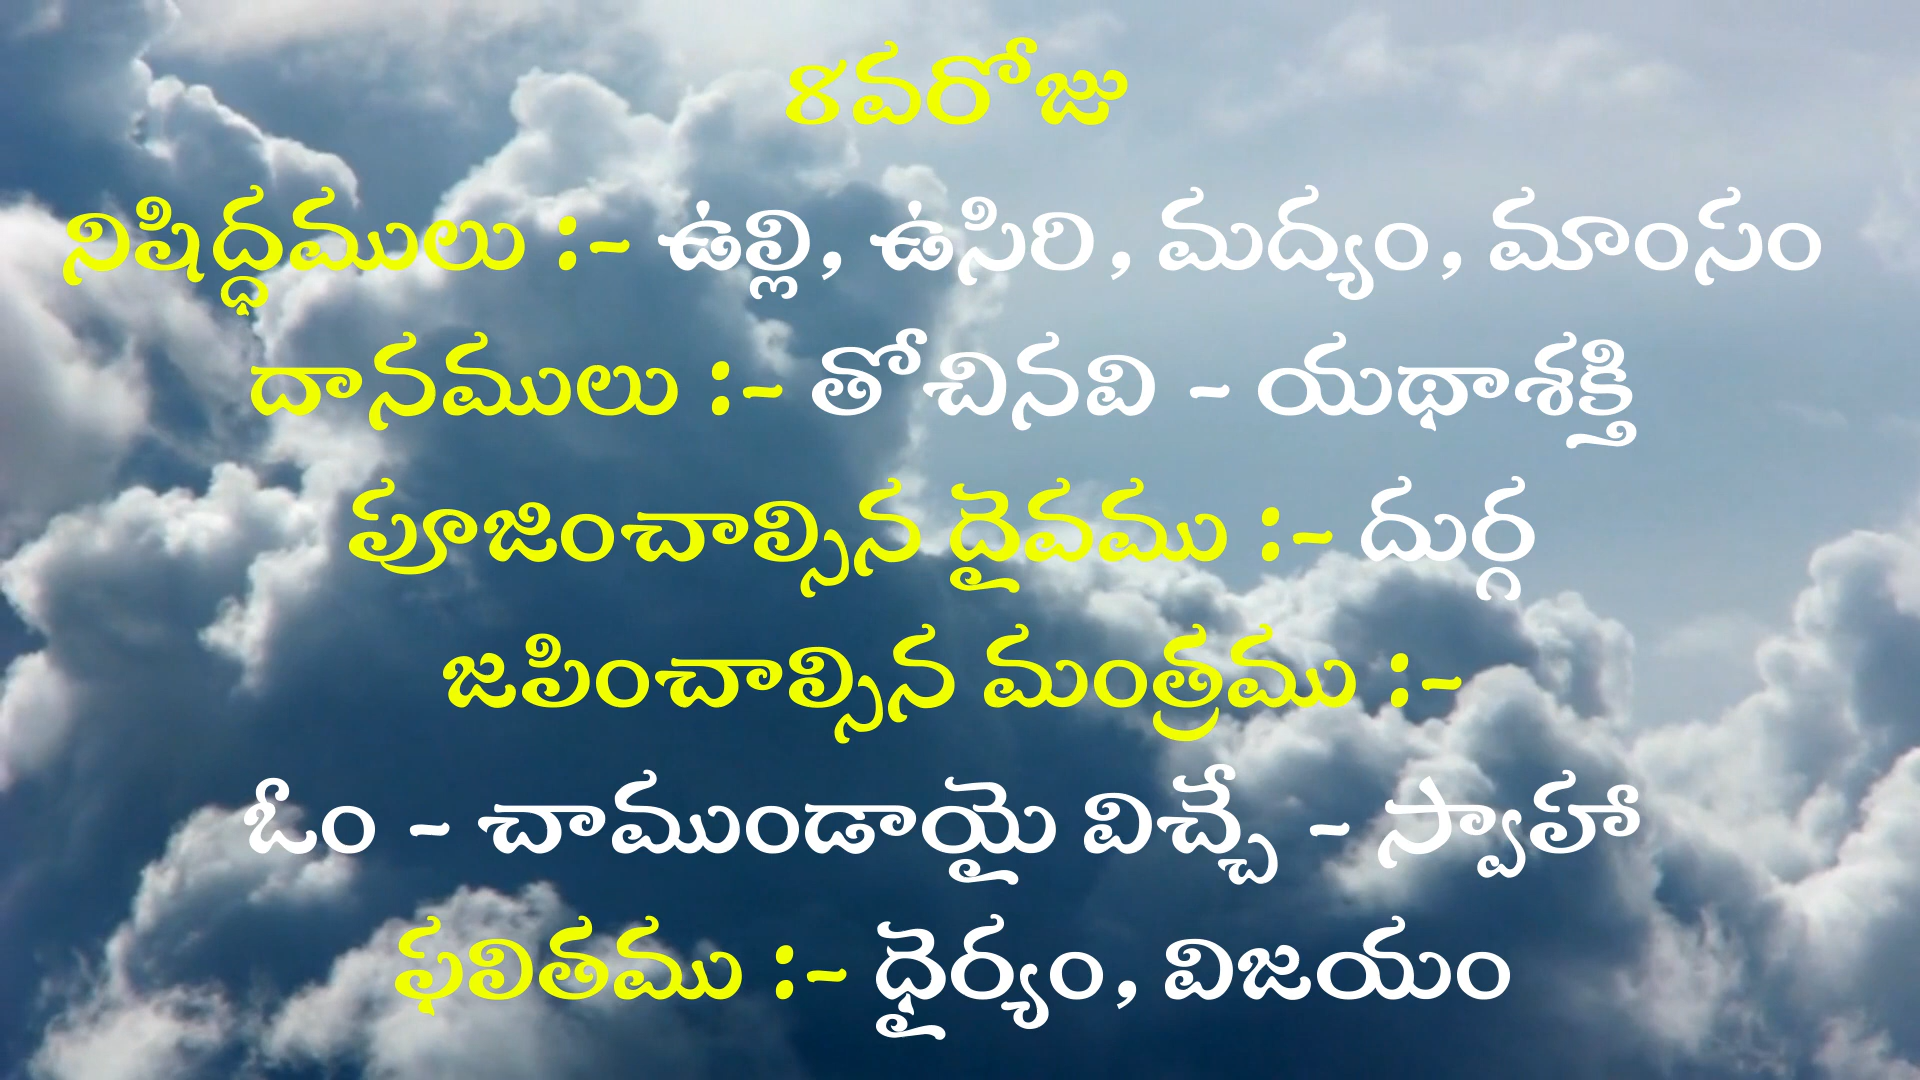 8వరోజు
నిషిద్ధములు :- ఉల్లి, ఉసిరి, మద్యం, మాంసం
దానములు :- తోచినవి - యథాశక్తి
పూజించాల్సిన దైవము :- దుర్గ
జపించాల్సిన మంత్రము :-
ఓం - చాముండాయై విచ్చే - స్వాహా
ఫలితము :- ధైర్యం, విజయం